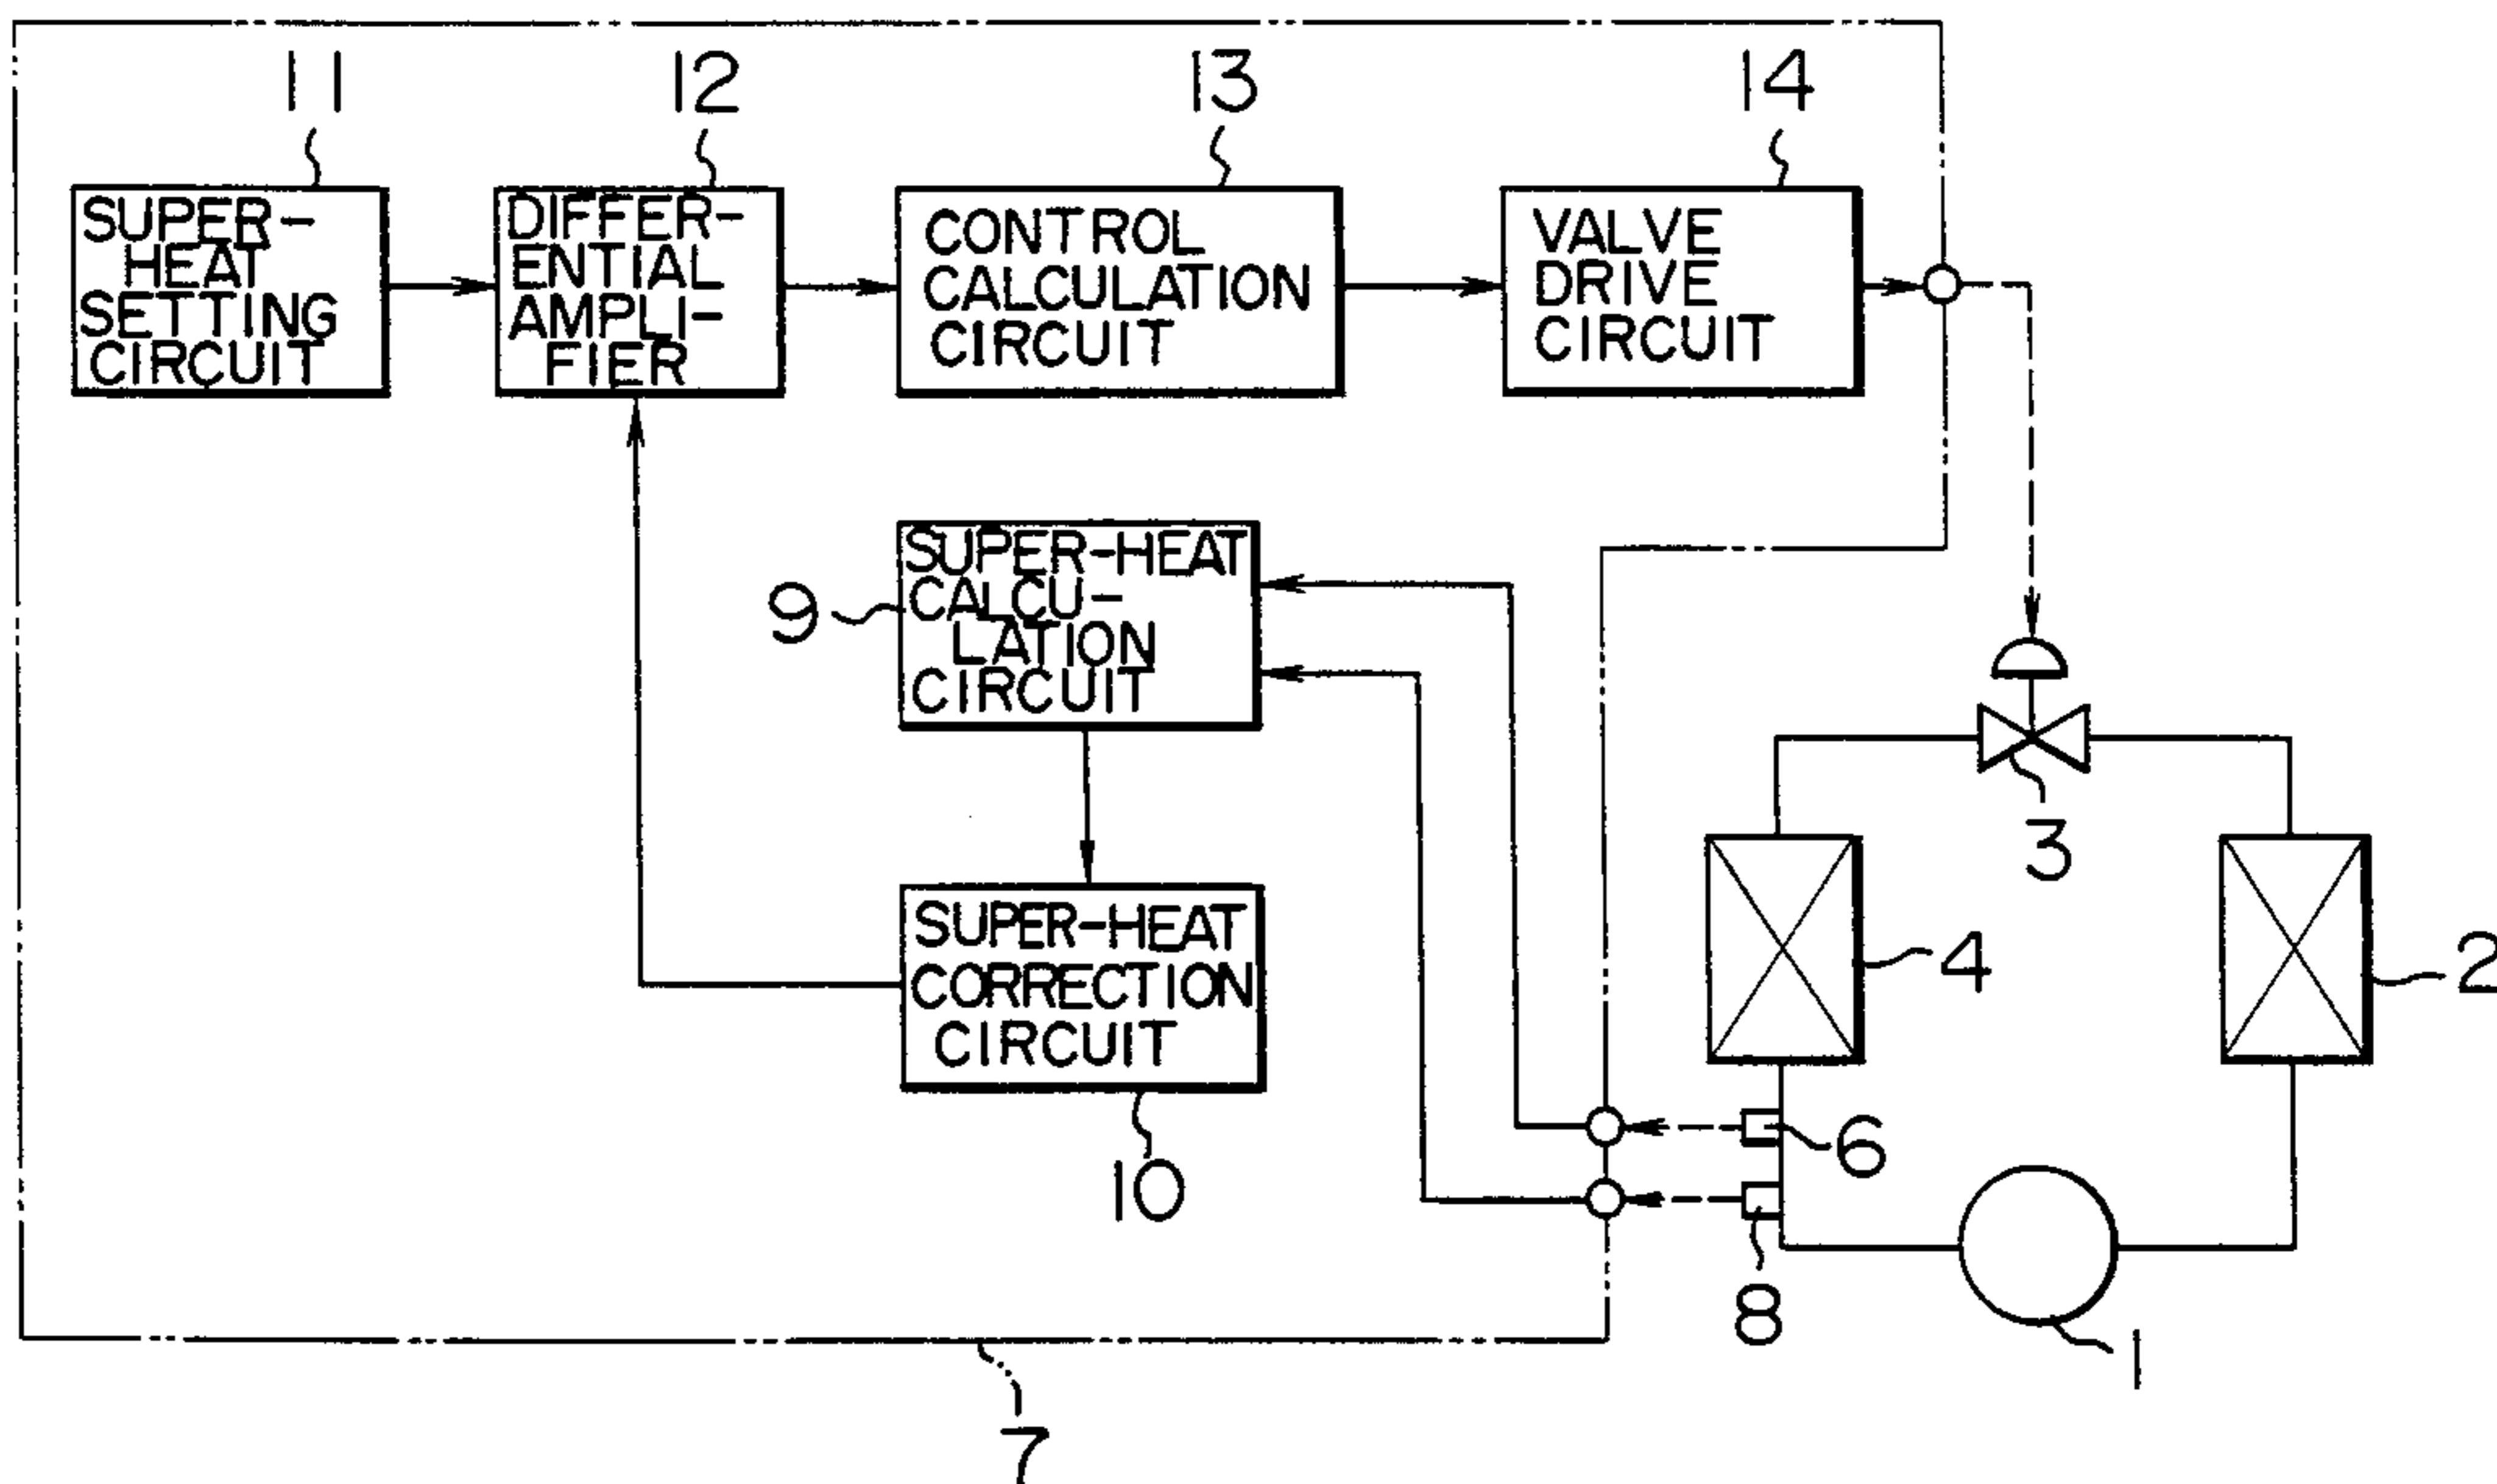 11
12
13
14
SUPER-
HEAT
SETTING
CIRCUIT
DIFFER-
ENTIAL
AMPLI-
FIER
CONTROL
CALCULATION
CIRCUIT
VALVE
DRIVE
CIRCUIT
9
SUPER-HEAT
CALCU-
LATION
CIRCUIT
3
SUPER-HEAT
CORRECTION
CIRCUIT
4
2
6
10
8
1
7